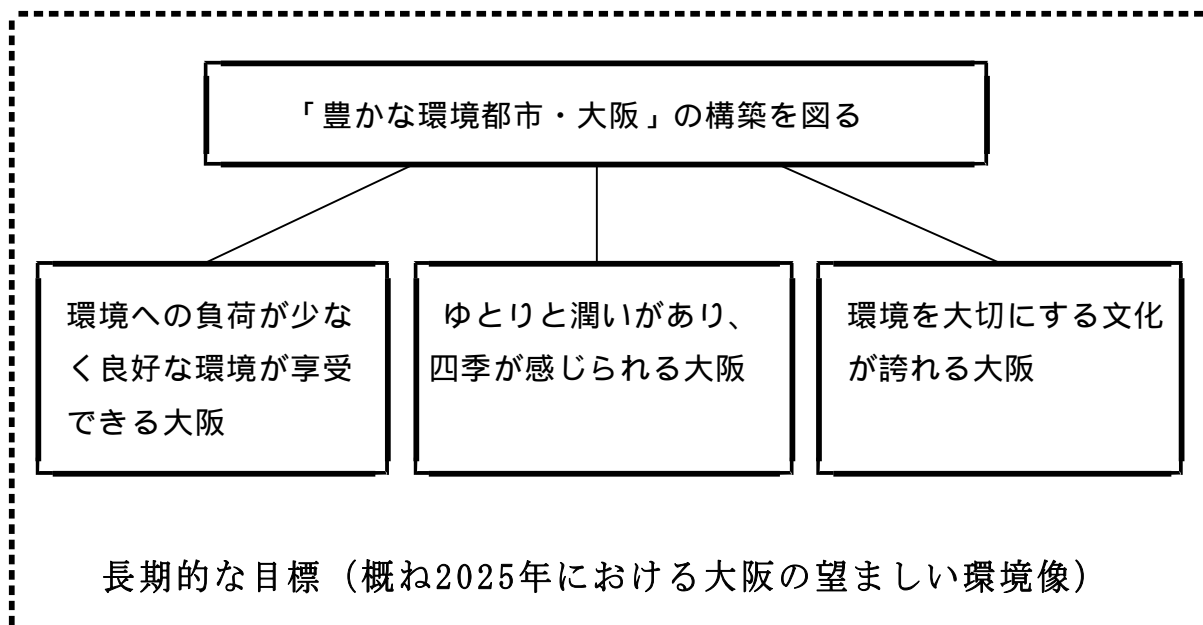 「豊かな環境都市・大阪」の構築を図る
環境への負荷が少な
く良好な環境が享受
できる大阪
ゆとりと潤いがあり、
四季が感じられる大阪
環境を大切にする文化
が誇れる大阪
長期的な目標（概ね2025年における大阪の望ましい環境像）